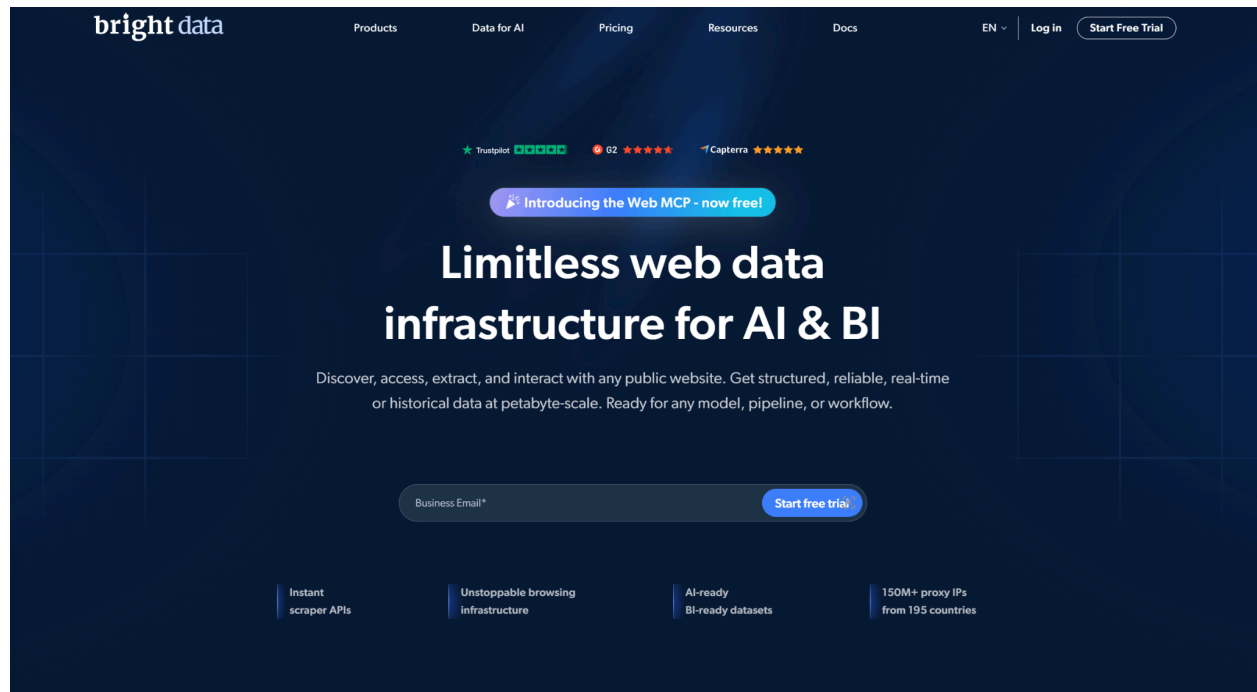 bright data
Products
Data for AI
Pricing
Resources
Docs
EN
Log in
Start Free Trial
Trustpilot
G2
Capterra
Introducing the Web MCP - now free!
Limitless web data
infrastructure for AI & BI
Discover, access, extract, and interact with any public website. Get structured, reliable, real-time
or historical data at petabyte-scale. Ready for any model, pipeline, or workflow.
Business Email*
Start free trial
Instant
scraper APIs
Unstoppable browsing
infrastructure
AI-ready
BI-ready datasets
150M+ proxy IPs
from 195 countries